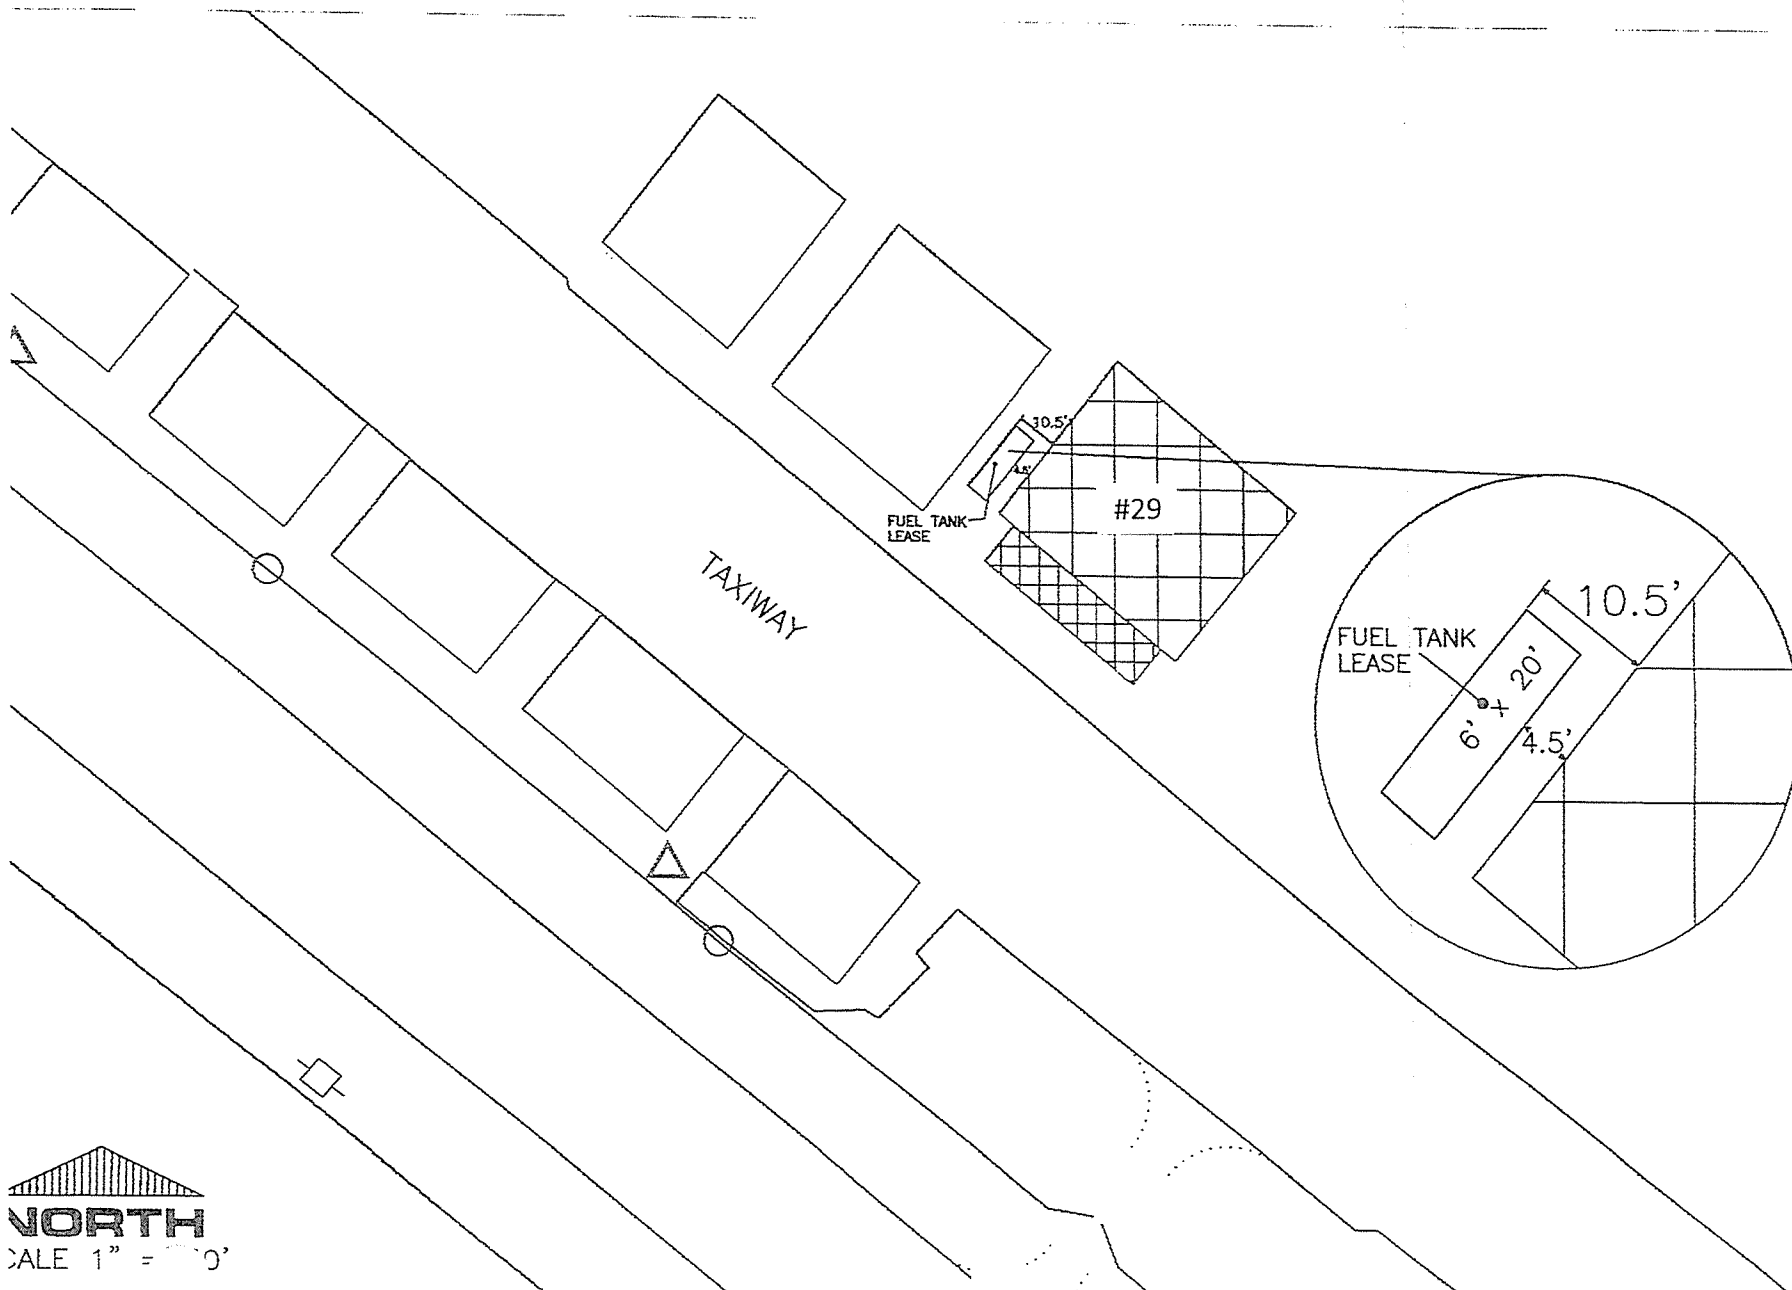 10.5'
4.5'
FUEL TANK
LEASE
#29
TAXIWAY
10.5'
FUEL TANK
LEASE
6' x 20'
4.5'
NORTH
CALE 1" = 0'